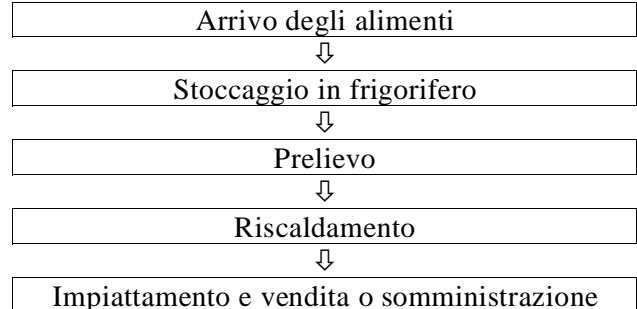 Arrivo degli alimenti
⇩
Stoccaggio in frigorifero
⇩
Prelievo
⇩
Riscaldamento
⇩
Impiattamento e vendita o somministrazione